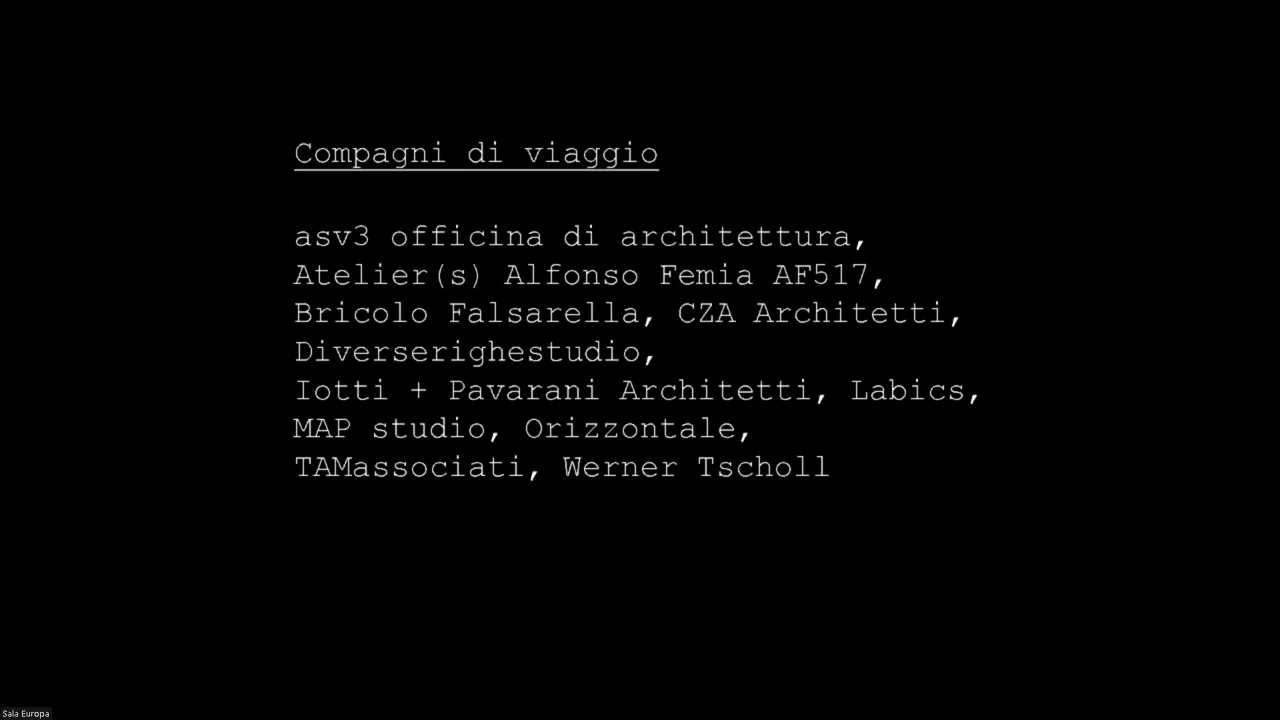 Compagni di viaggio
asv3 officina di architettura,
Atelier(s) Alfonso Femia AF517,
Bricolo Falsarella, CZA Architetti,
Diverserighestudio,
Iotti + Pavarani Architetti, Labics,
MAP studio, Orizzontale,
TAMassociati, Werner Tscholl
Sala Europa